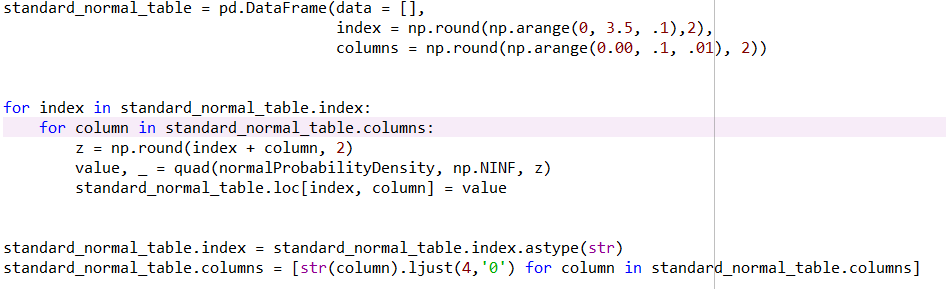 standard_normal_table = pd.DataFrame(data = [],
                                     index = np.round(np.arange(0, 3.5, .1),2),
                                     columns = np.round(np.arange(0.00, .1, .01), 2))
for index in standard_normal_table.index:
    for column in standard_normal_table.columns:
        z = np.round(index + column, 2)
        value, _ = quad(normalProbabilityDensity, np.NINF, z)
        standard_normal_table.loc[index, column] = value
standard_normal_table.index = standard_normal_table.index.astype(str)
standard_normal_table.columns = [str(column).ljust(4,'0') for column in standard_normal_table.columns]